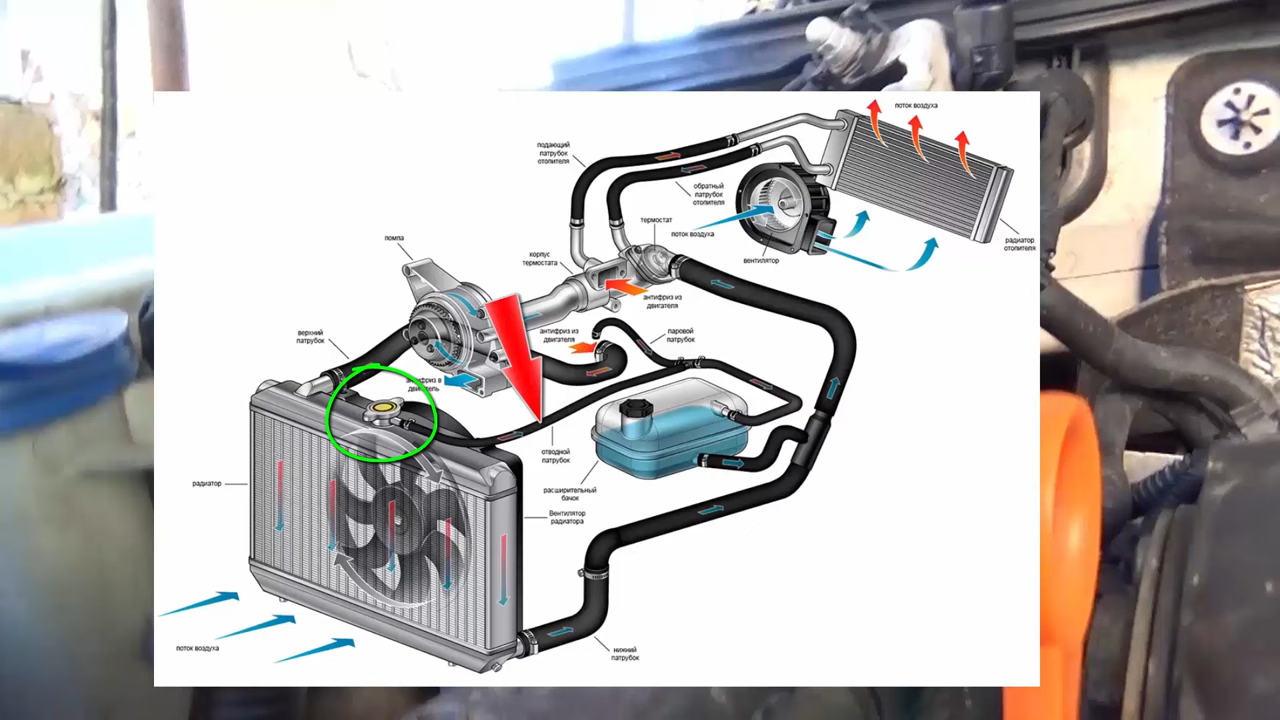 поток воздуха
подающий
патрубок
отопителя
обратный
патрубок
отопителя
термостат
поток воздуха
вентилятор
радиатор
отопителя
помпа
корпус
термостата
антифриз из
двигателя
антифриз из
двигателя
паровой
патрубок
верхний
патрубок
антифриз в
двигатель
отводной
патрубок
расширительный
бачок
радиатор
Вентилятор
радиатора
поток воздуха
нижний
патрубок